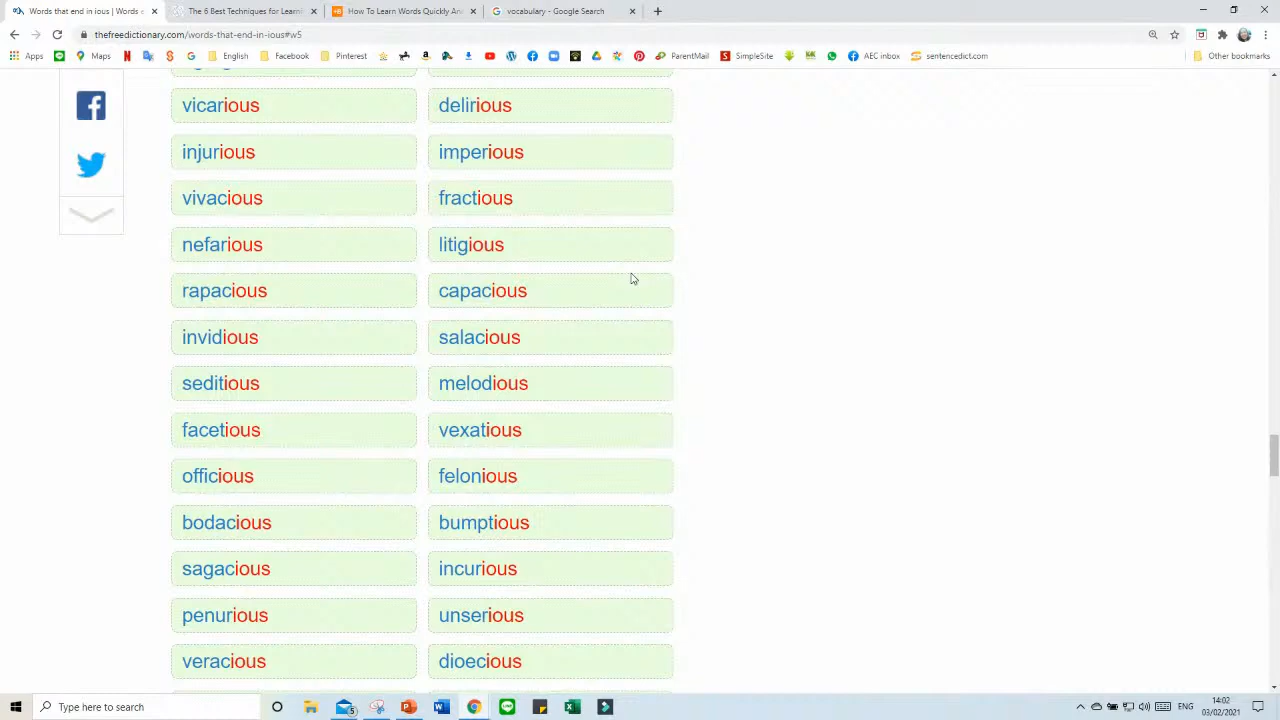 Words that end in ious | Words c
The 6 Best Techniques for Learni
How To Learn Words Quickly And
vocabulary - Google Search
thefreedictionary.com/words-that-end-in-ious#w5
Apps
Maps
English
Facebook
Pinterest
ParentMail
SimpleSite
AEC inbox
sentencedict.com
Other bookmarks
vicarious delirious
injurious imperious
vivacious fractious
nefarious litigious
rapacious capacious
invidious salacious
seditious melodious
facetious vexatious
officious felonious
bodacious bumptious
sagacious incurious
penurious unserious
veracious dioecious
Type here to search
5
ENG
14:02
03/02/2021